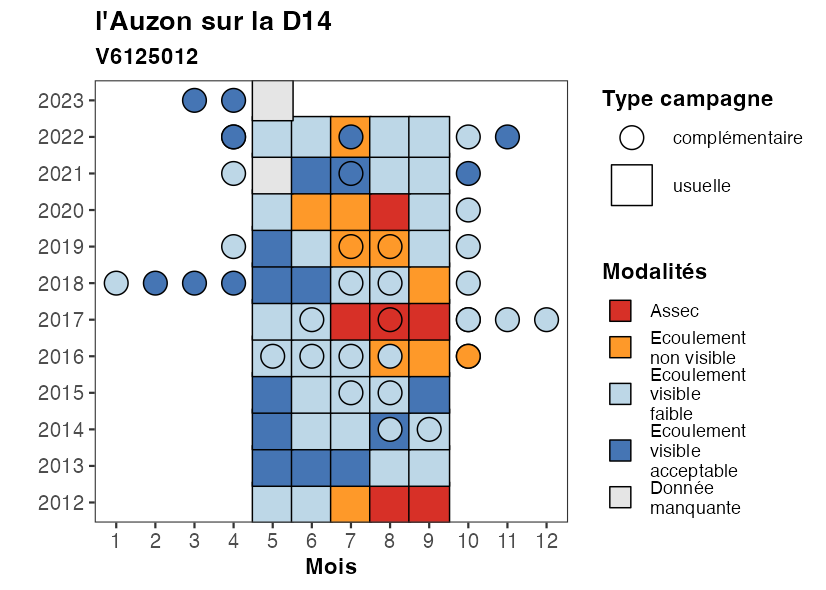 l'Auzon sur la D14
V6125012
2023
2022
2021
2020
2019
2018
2017
2016
2015
2014
2013
2012
1 2 3 4 5 6 7 8 9 10 11 12
Mois
Type campagne
complémentaire
usuelle
Modalités
Assec
Ecoulement
non visible
Ecoulement
visible
faible
Ecoulement
visible
acceptable
Donnée
manquante